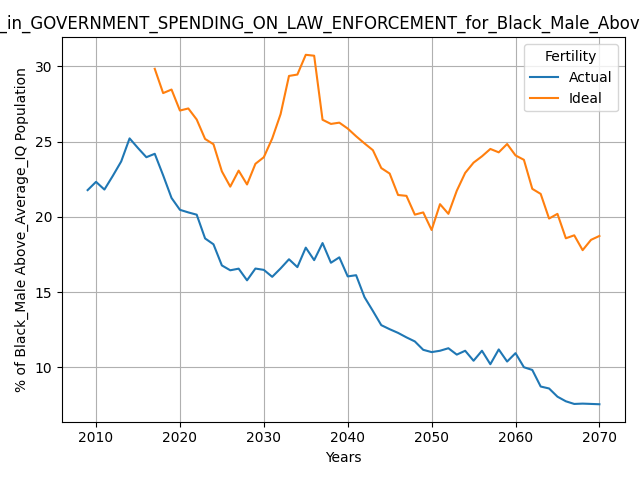 _in_GOVERNMENT_SPENDING_ON_LAW_ENFORCEMENT_for_Black_Male_Abov
% of Black_Male Above_Average_IQ Population
30
25
20
15
10
Fertility
Actual
Ideal
2010 2020 2030 2040 2050 2060 2070
Years